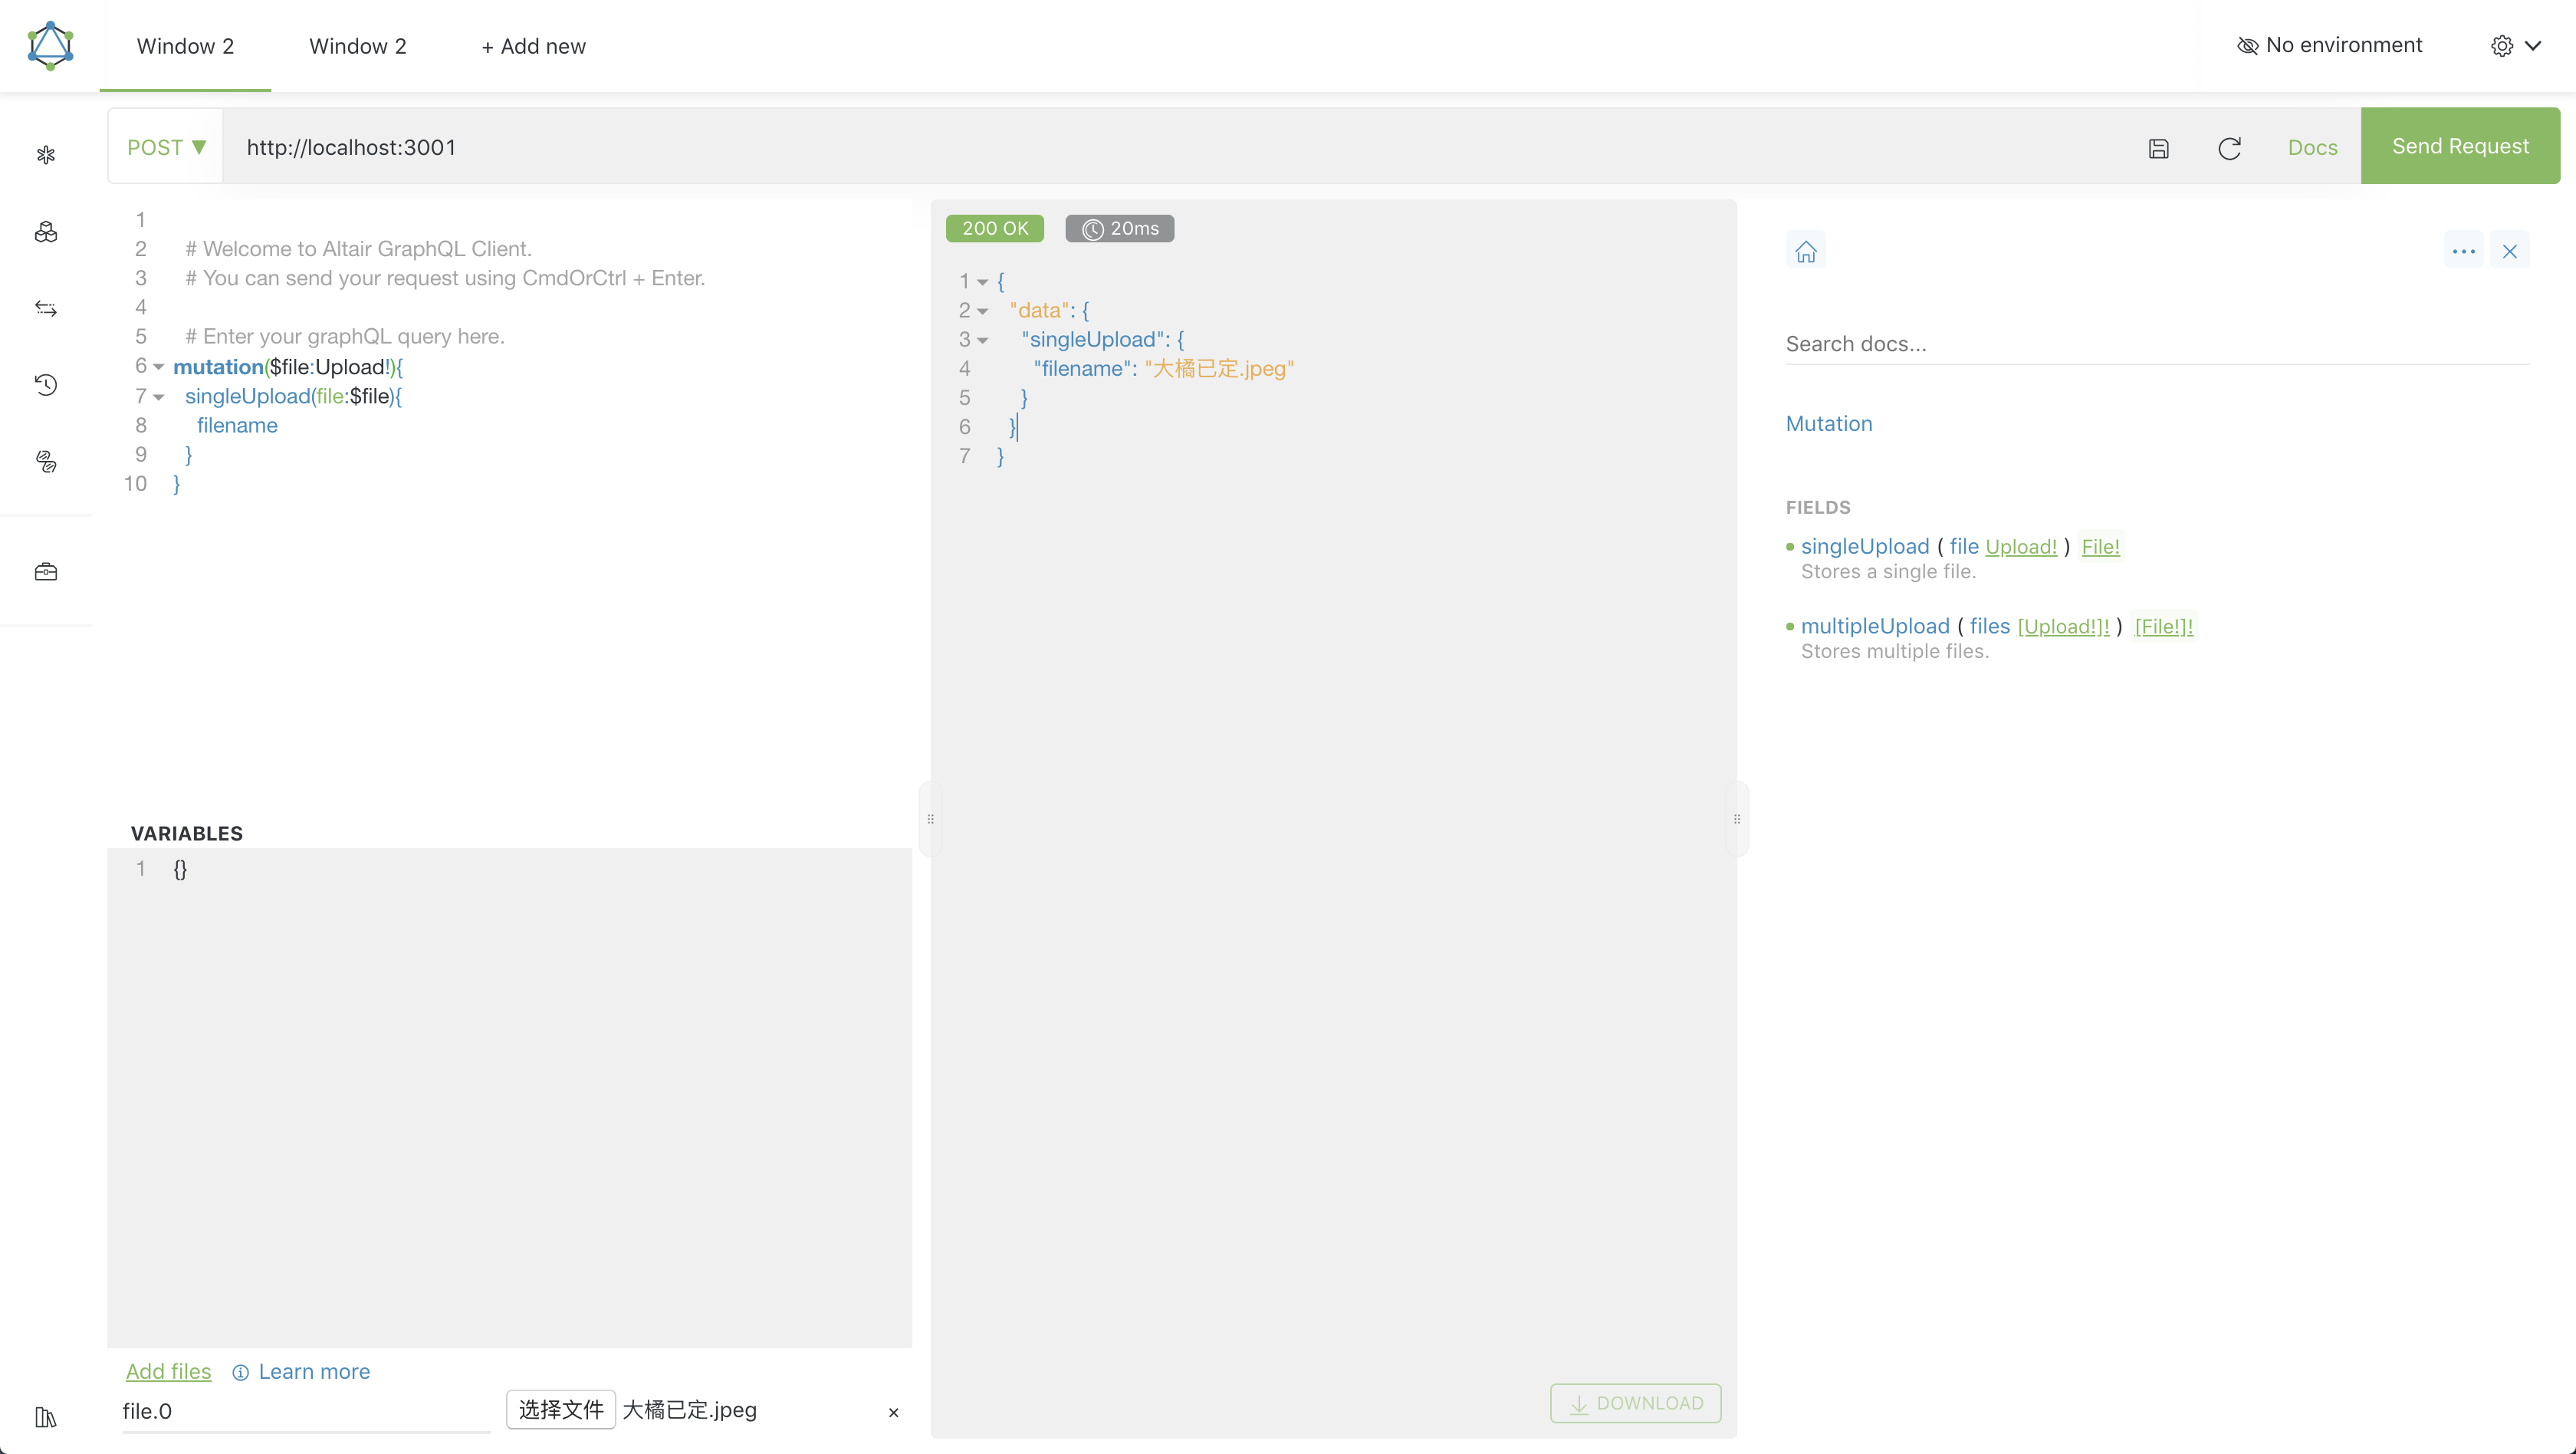 Window 2
Window 2
+ Add new
No environment
POST ▼
http://localhost:3001
Docs
Send Request
1
2 # Welcome to Altair GraphQL Client.
3 # You can send your request using CmdOrCtrl + Enter.
4
5 # Enter your graphQL query here.
6 mutation($file:Upload!){
7 singleUpload(file:$file){
8 filename
9 }
10 }
VARIABLES
1 {}
Add files
Learn more
file.0
选择文件 大橘已定.jpeg ×
200 OK
20ms
1 {
2 "data": {
3 "singleUpload": {
4 "filename": "大橘已定.jpeg"
5 }
6 }
7 }
DOWNLOAD
Search docs...
Mutation
FIELDS
singleUpload ( file Upload! ) File!
Stores a single file.
multipleUpload ( files [Upload!]! ) [File!]!
Stores multiple files.